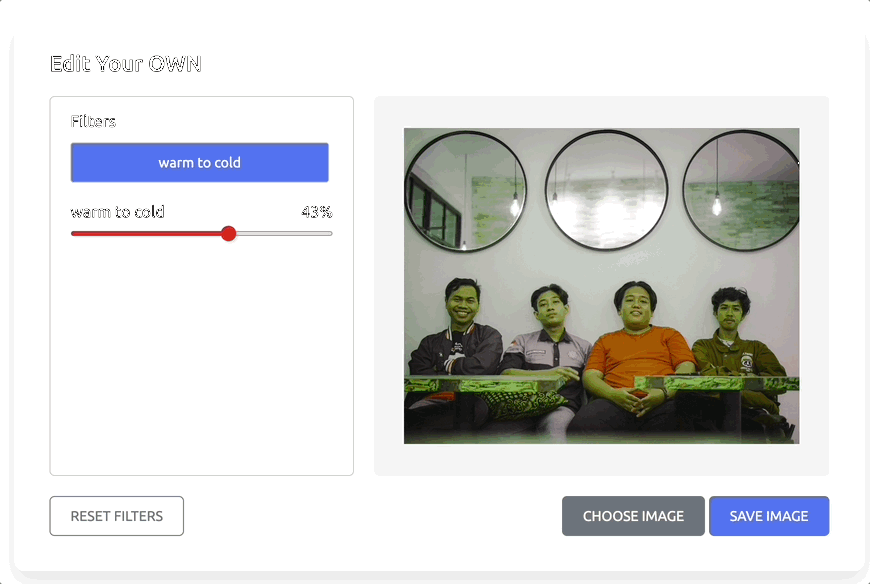 Edit Your OWN
Filters
warm to cold
warm to cold 43%
RESET FILTERS
CHOOSE IMAGE
SAVE IMAGE